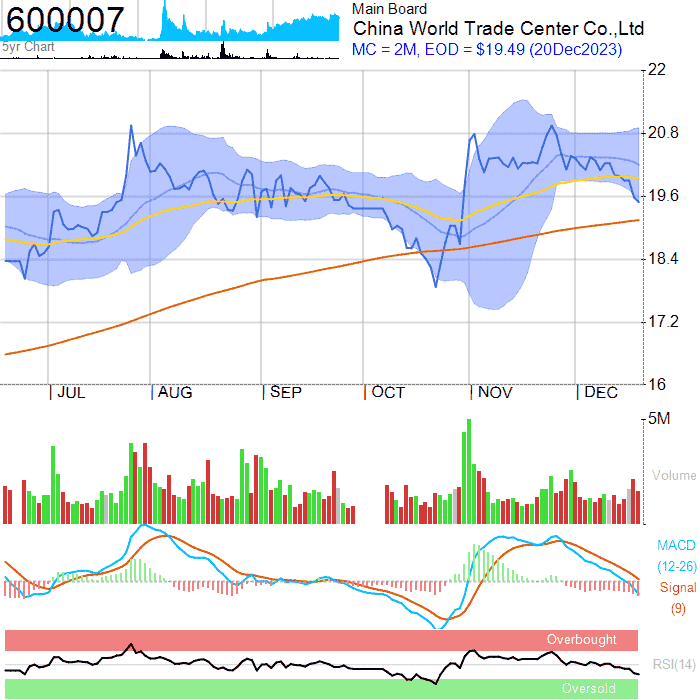 600007
5yr Chart
Main Board
China World Trade Center Co.,Ltd
MC = 2M, EOD = $19.49 (20Dec2023)
22
20.8
19.6
18.4
17.2
16
JUL AUG SEP OCT NOV DEC
5M
Volume
MACD
(12-26)
Signal
(9)
Overbought
RSI(14)
Oversold